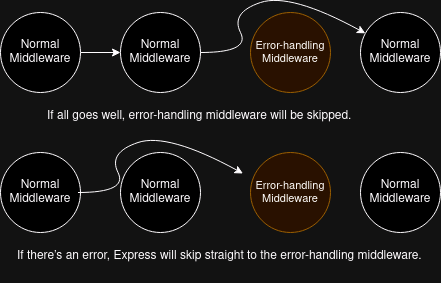 Normal
Middleware
Normal
Middleware
Error-handling
Middleware
Normal
Middleware
If all goes well, error-handling middleware will be skipped.
Normal
Middleware
Normal
Middleware
Error-handling
Middleware
Normal
Middleware
If there's an error, Express will skip straight to the error-handling middleware.